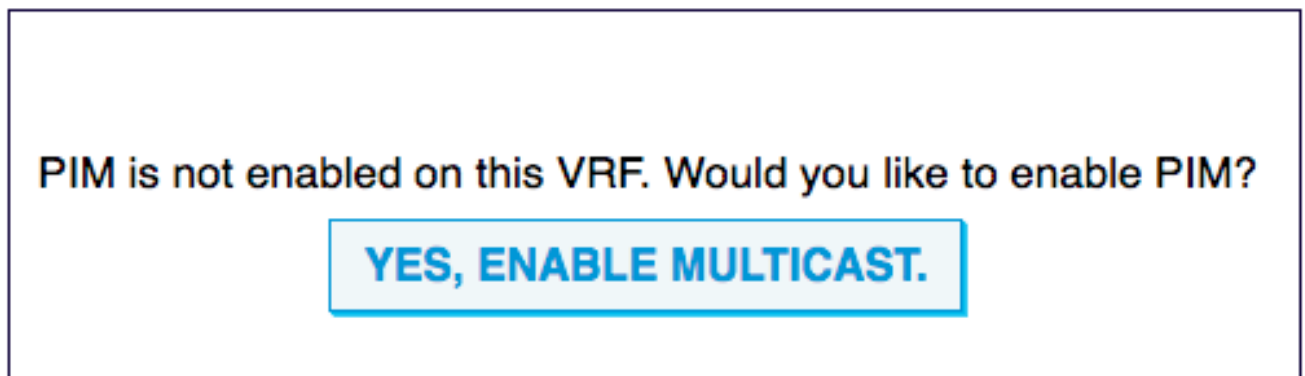 PIM is not enabled on this VRF. Would you like to enable PIM?
YES, ENABLE MULTICAST.